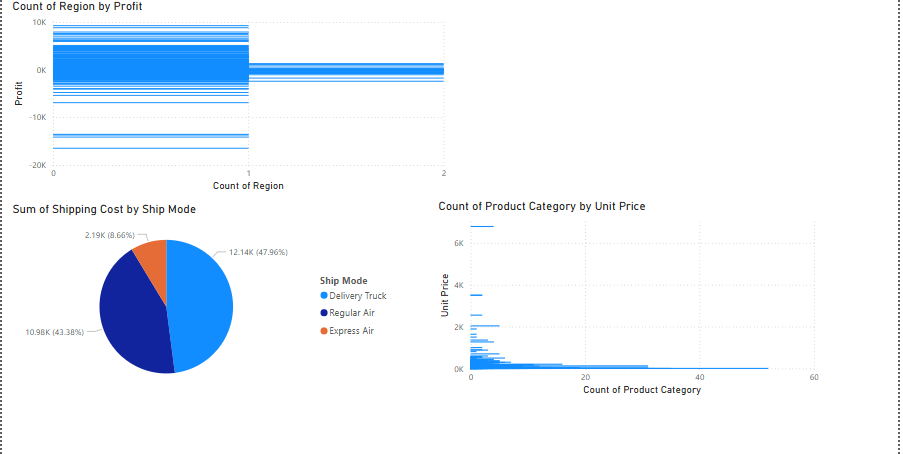 Count of Region by Profit
10K
0K
-10K
-20K
Profit
0
1
2
Count of Region
Sum of Shipping Cost by Ship Mode
2.19K (8.66%)
12.14K (47.96%)
10.98K (43.38%)
Ship Mode
Delivery Truck
Regular Air
Express Air
Count of Product Category by Unit Price
6K
4K
2K
0K
Unit Price
0
20
40
60
Count of Product Category